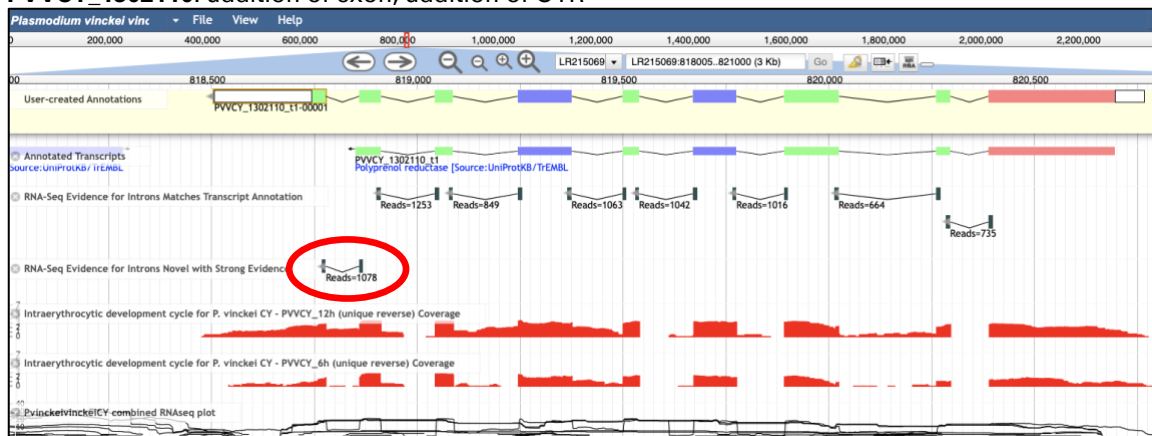 PVVCY_1302110: addition of exon, addition of UTR
Plasmodium vinckei vinc File View Help
200,000 400,000 600,000 800,000 1,000,000 1,200,000 1,400,000 1,600,000 1,800,000 2,000,000 2,200,000
LR215069 LR215069:818005..821000 (3 Kb) Go
00 818,500 819,000 819,500 820,000 820,500
User-created Annotations
PVVCY_1302110_t1-00001
Annotated Transcripts
PVVCY_1302110_t1
Source:UniProtKB/TrEMBL
Polyprenol reductase [Source:UniProtKB/TrEMBL
RNA-Seq Evidence for Introns Matches Transcript Annotation
Reads=1253 Reads=849 Reads=1063 Reads=1042 Reads=1016 Reads=664
Reads=735
RNA-Seq Evidence for Introns Novel with Strong Evidence
Reads=1078
Intraerythrocytic development cycle for P. vinckei CY - PVVCY_12h (unique reverse) Coverage
Intraerythrocytic development cycle for P. vinckei CY - PVVCY_6h (unique reverse) Coverage
PvinckeivinckeiCY combined RNAseq plot